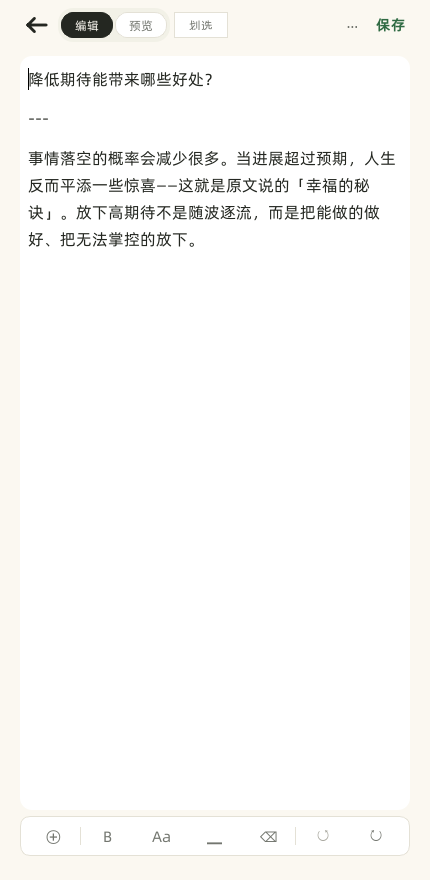 编辑 预览 划选 … 保存
降低期待能带来哪些好处？
---
事情落空的概率会减少很多。当进展超过预期，人生
反而平添一些惊喜——这就是原文说的「幸福的秘
诀」。放下高期待不是随波逐流，而是把能做的做
好、把无法掌控的放下。
B Aa